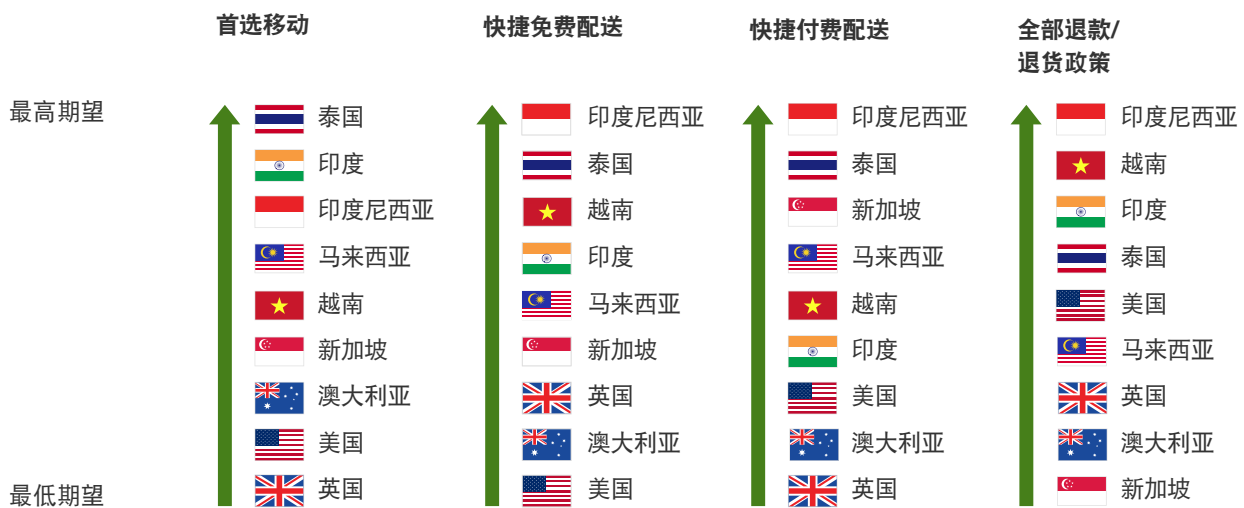 首选移动
快捷免费配送
快捷付费配送
全部退款/
退货政策
最高期望
泰国
印度
印度尼西亚
马来西亚
越南
新加坡
澳大利亚
美国
英国
印度尼西亚
泰国
越南
印度
马来西亚
新加坡
英国
澳大利亚
美国
印度尼西亚
泰国
新加坡
马来西亚
越南
印度
美国
澳大利亚
英国
印度尼西亚
越南
印度
泰国
美国
马来西亚
英国
澳大利亚
新加坡
最低期望